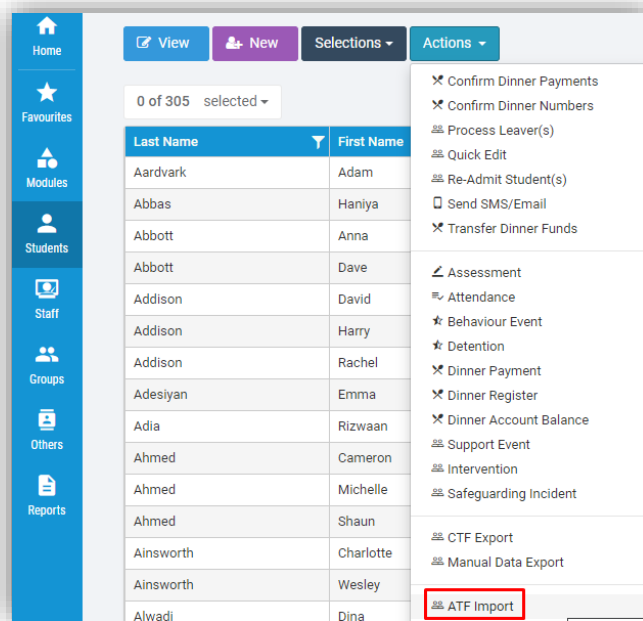 Home
Favourites
Modules
Students
Staff
Groups
Others
Reports
View
New
Selections
Actions
0 of 305 selected
Last Name First Name
Aardvark Adam
Abbas Haniya
Abbott Anna
Abbott Dave
Addison David
Addison Harry
Addison Rachel
Adesiyan Emma
Adia Rizwaan
Ahmed Cameron
Ahmed Michelle
Ahmed Shaun
Ainsworth Charlotte
Ainsworth Wesley
Alwadi Dina
Confirm Dinner Payments
Confirm Dinner Numbers
Process Leaver(s)
Quick Edit
Re-Admit Student(s)
Send SMS/Email
Transfer Dinner Funds
Assessment
Attendance
Behaviour Event
Detention
Dinner Payment
Dinner Register
Dinner Account Balance
Support Event
Intervention
Safeguarding Incident
CTF Export
Manual Data Export
ATF Import